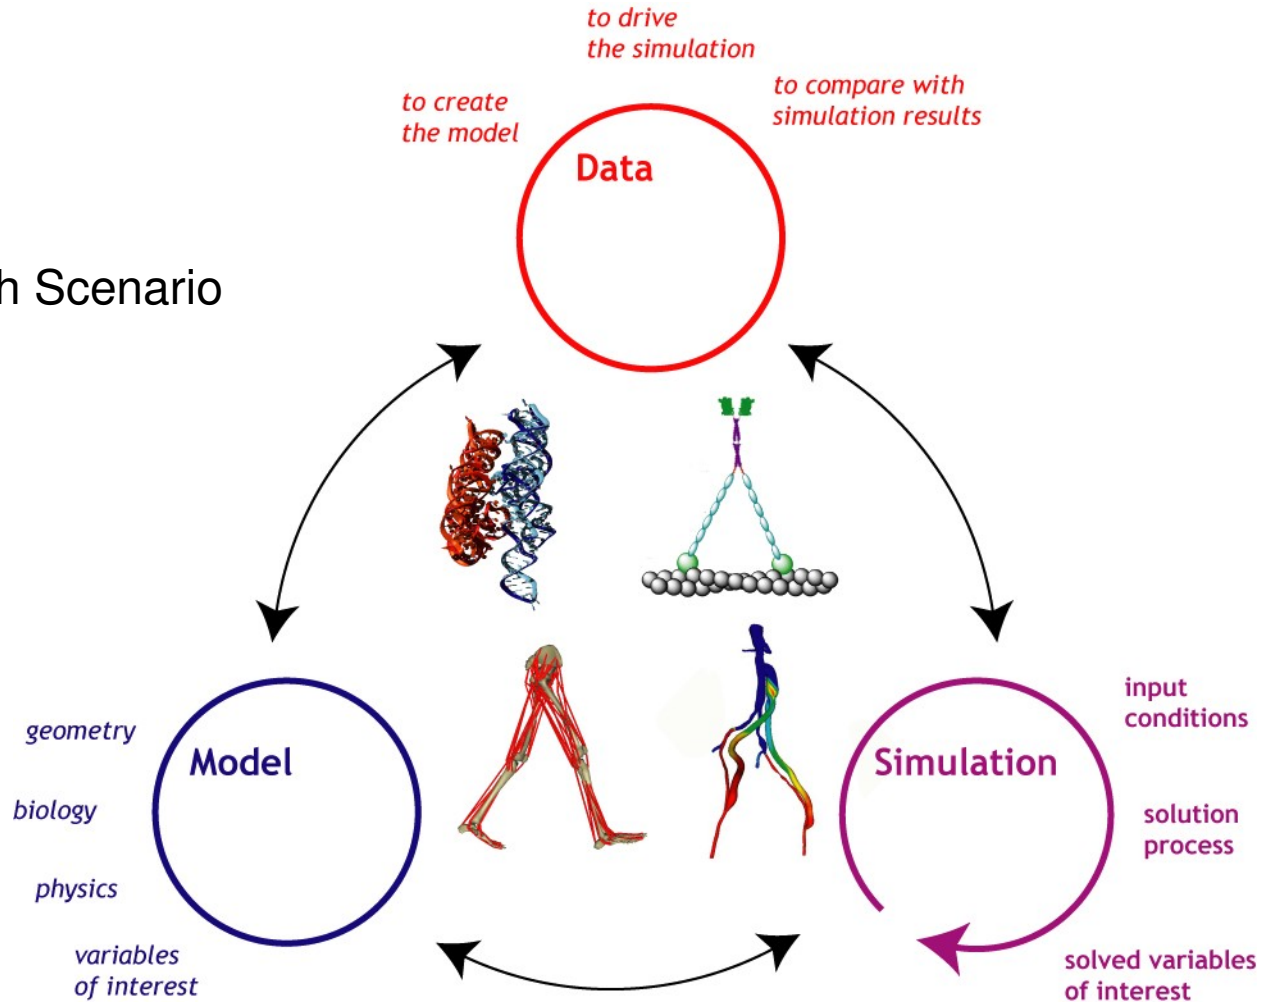 to drive
the simulation
to compare with
simulation results
to create
the model
Data
h Scenario
input
conditions
geometry
Model
Simulation
biology
solution
process
physics
variables
of interest
solved variables
of interest